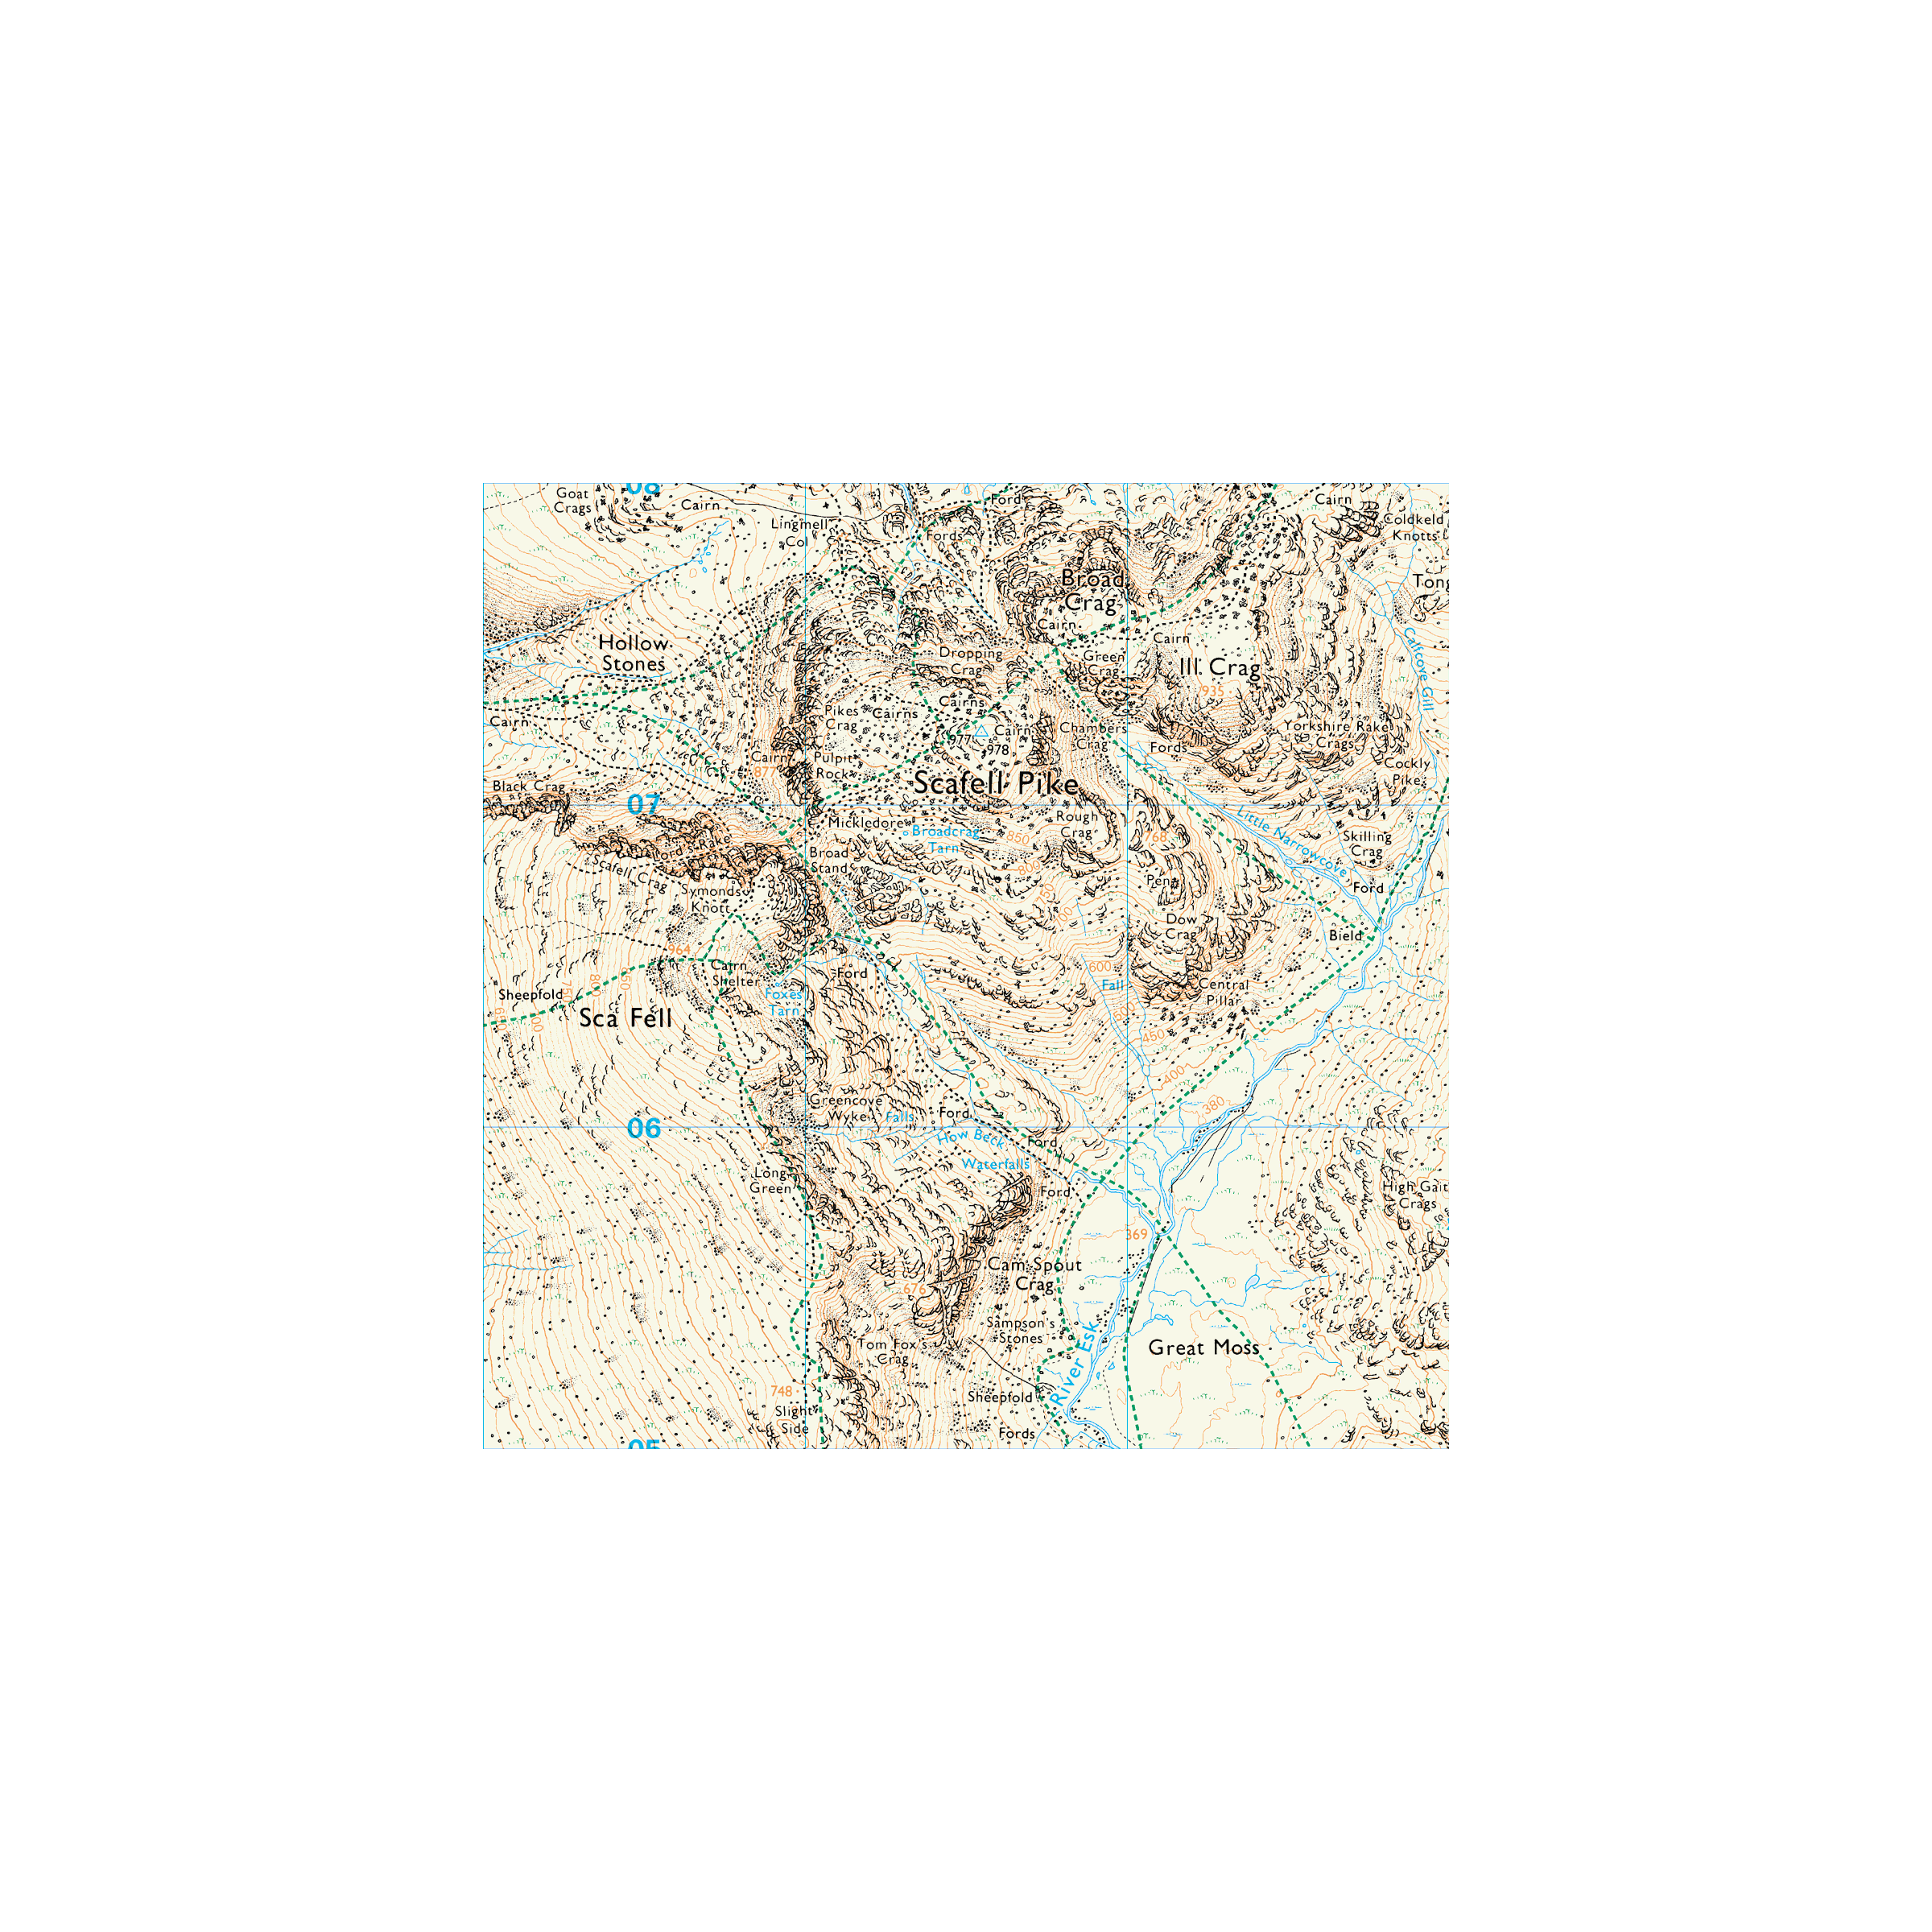 08
Goat
Crags
Cairn
Lingmell
Col
Ford
Fords
Cairn
Coldkeld
Knotts
Broad
Crag
Tong
Hollow
Stones
Cairn
Dropping
Crag
Green
Crag
Cairn
Ill Crag
935
Calfcove Gill
Cairn
Pikes
Crag
Cairns
Cairns
977
978
Cairn
Chambers
Crag
Fords
Yorkshire Rake
Crags
Cockly
Pike
Cairn
877
Pulpit
Rock
Scafell Pike
Black Crag
07
Mickledore
Broadcrag
Tarn
850
Rough
Crag
768
Little Narrowcove
Skilling
Crag
Lord's Rake
Scafell Crag
Broad
Stand
800
Symonds
Knott
Pen
Ford
Dow
Crag
Bield
964
Cairn
Shelter
Ford
600
Fall
Central
Pillar
Foxes
Tarn
Sheepfold
800
Sca Fell
450
400
380
Greencove
Wyke
Falls
Ford
06
How Beck
Ford
Waterfalls
Long
Green
Ford
High Gait
Crags
369
Cam Spout
Crag
676
Sampson's
Stones
Tom Fox's
Crag
River Esk
Great Moss
748
Slight
Side
Sheepfold
Fords
05